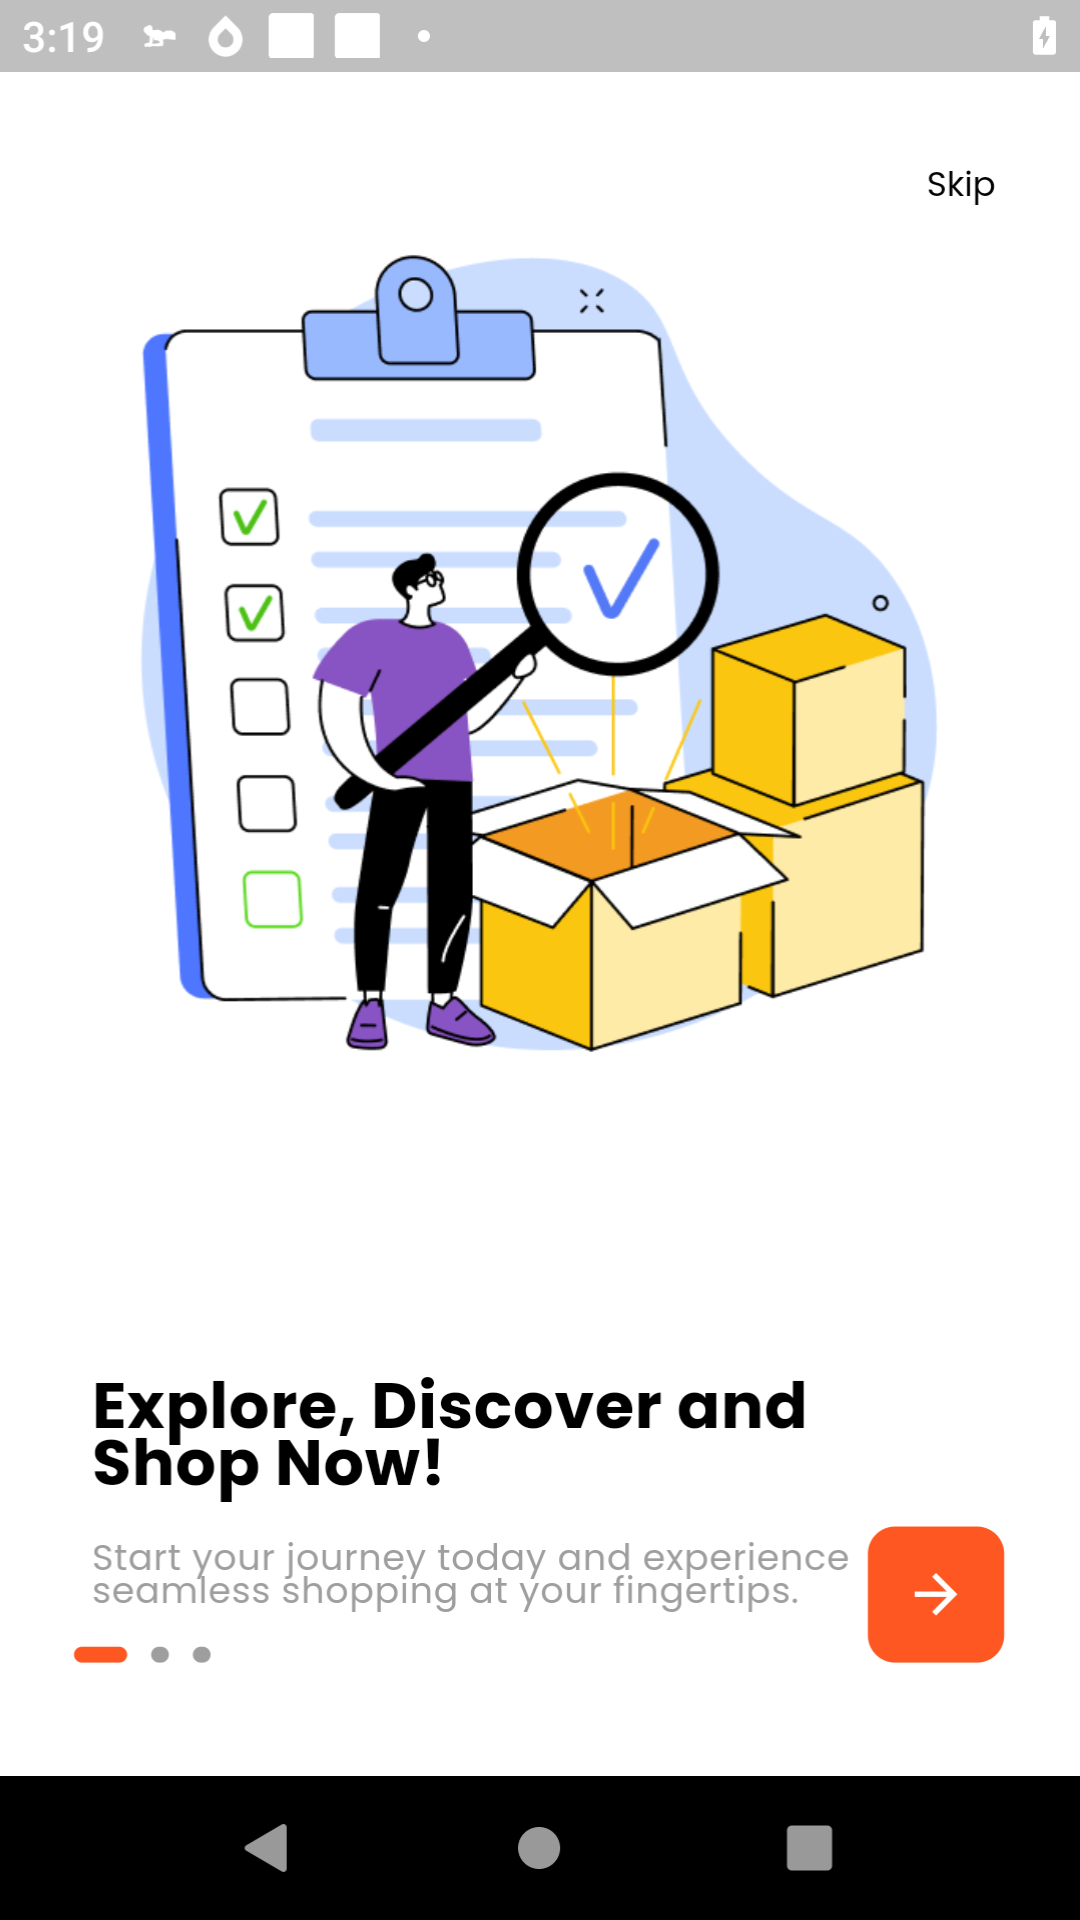 3:19
Skip
Explore, Discover and
Shop Now!
Start your journey today and experience
seamless shopping at your fingertips.